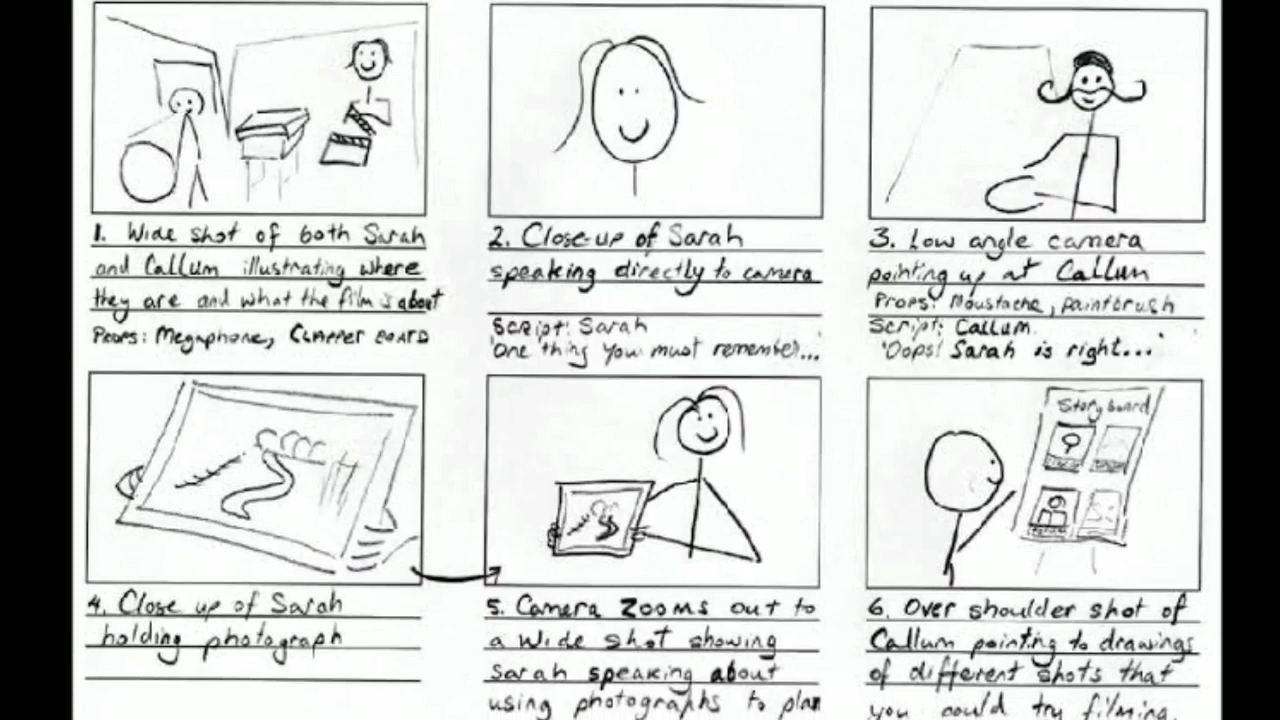 1. Wide shot of both Sarah
and Callum illustrating where
they are and what the film is about
Props: Megaphone, Clapper board
2. Close-up of Sarah
speaking directly to camera
Script: Sarah
'One thing you must remember...'
3. Low angle camera
pointing up at Callum
Props: Moustache, paintbrush
Script: Callum
'Oops! Sarah is right...'
4. Close up of Sarah
holding photograph
5. Camera zooms out to
a wide shot showing
Sarah speaking about
using photographs to plan
Story board
6. Over shoulder shot of
Callum pointing to drawings
of different shots that
you could try filming.